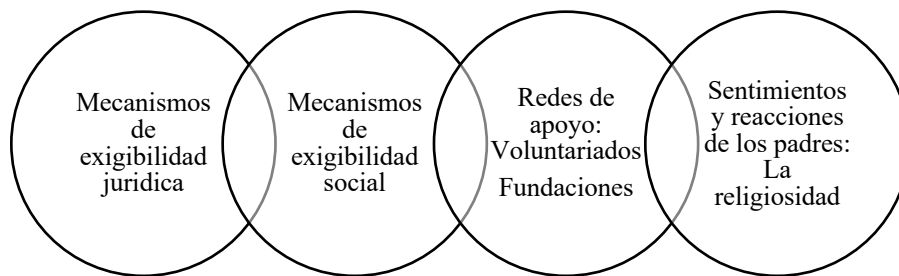 Mecanismos
de
exigibilidad
juridica
Mecanismos
de
exigibilidad
social
Redes de
apoyo:
Voluntariados
Fundaciones
Sentimientos
y reacciones
de los padres:
La
religiosidad